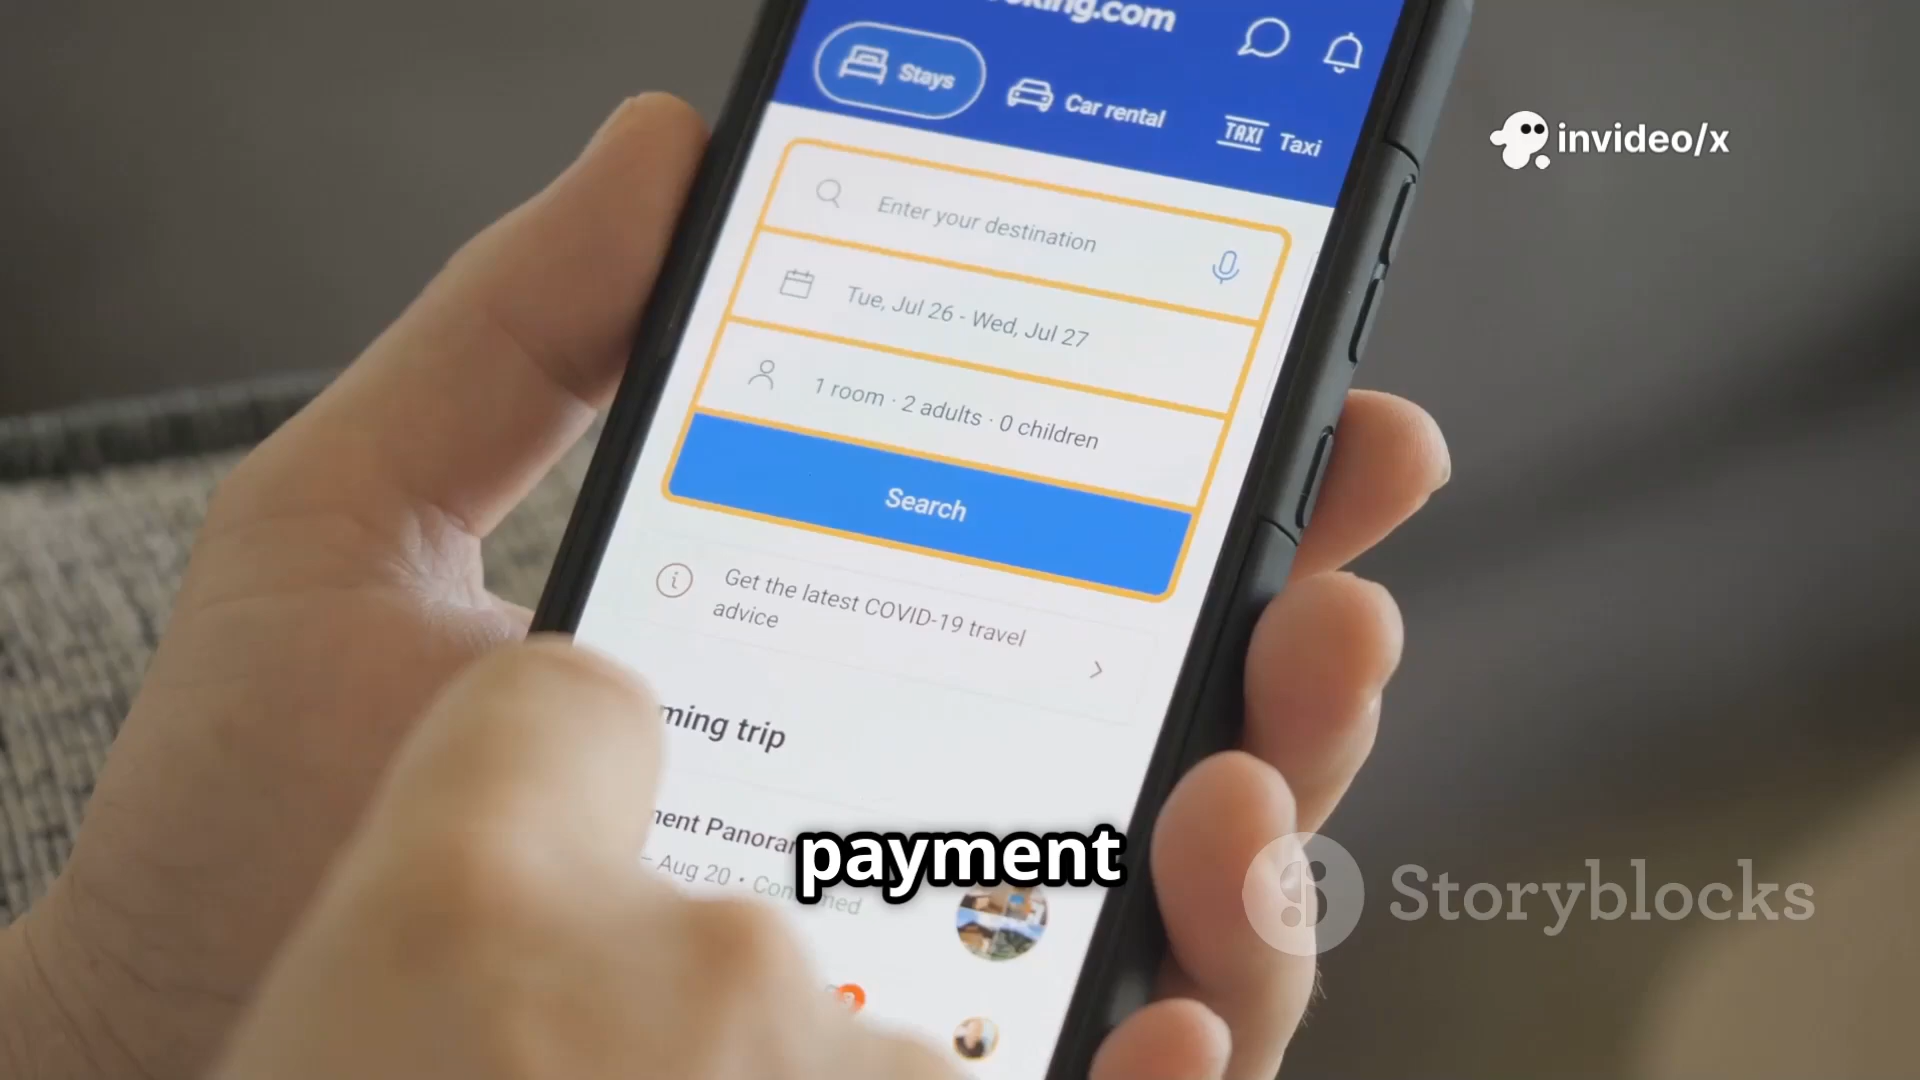 oking.com
Stays
Car rental
TAXI Taxi
invideo/x
Enter your destination
Tue, Jul 26 - Wed, Jul 27
1 room · 2 adults · 0 children
Search
Get the latest COVID-19 travel
advice
ming trip
nent Panora
– Aug 20 •
payment
Storyblocks